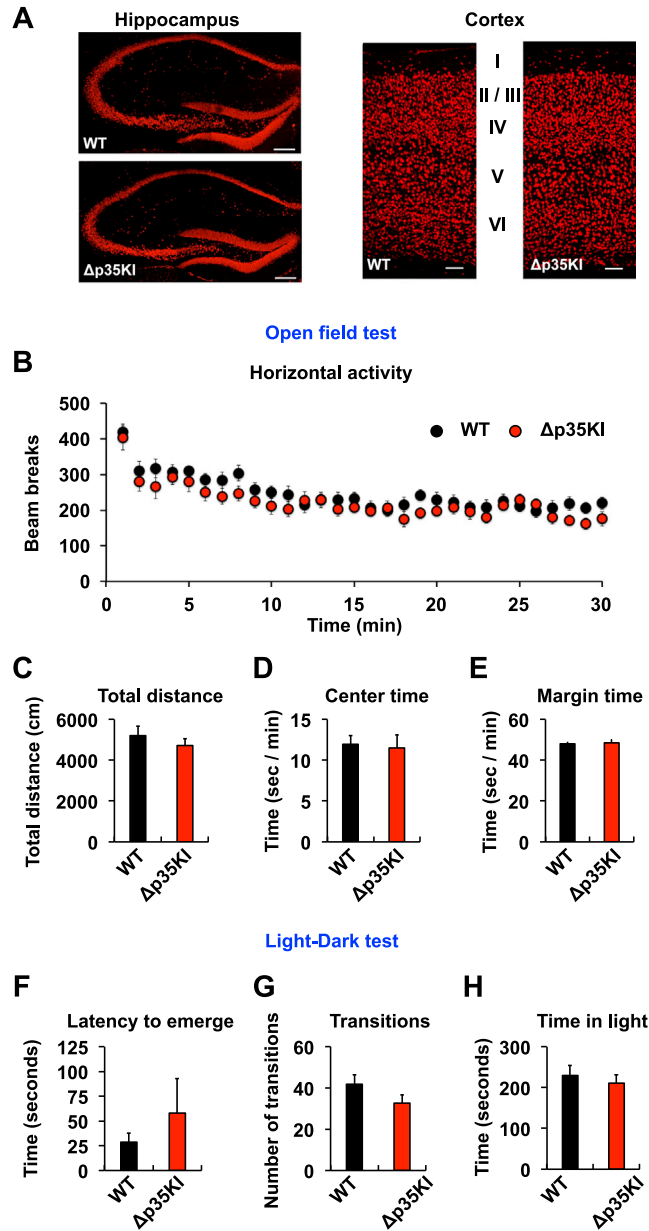 A
Hippocampus
Cortex
WT
Δp35KI
I
II / III
IV
V
VI
WT
Δp35KI
Open field test
B
Horizontal activity
WT
Δp35KI
Beam breaks
500
400
300
200
100
0
0
5
10
15
20
25
30
Time (min)
C
Total distance
Total distance (cm)
6000
4000
2000
0
WT
Δp35KI
D
Center time
Time (sec / min)
15
10
5
0
WT
Δp35KI
E
Margin time
Time (sec / min)
60
40
20
0
WT
Δp35KI
Light-Dark test
F
Latency to emerge
Time (seconds)
125
100
75
50
25
0
WT
Δp35KI
G
Transitions
Number of transitions
60
40
20
0
WT
Δp35KI
H
Time in light
Time (seconds)
300
200
100
0
WT
Δp35KI